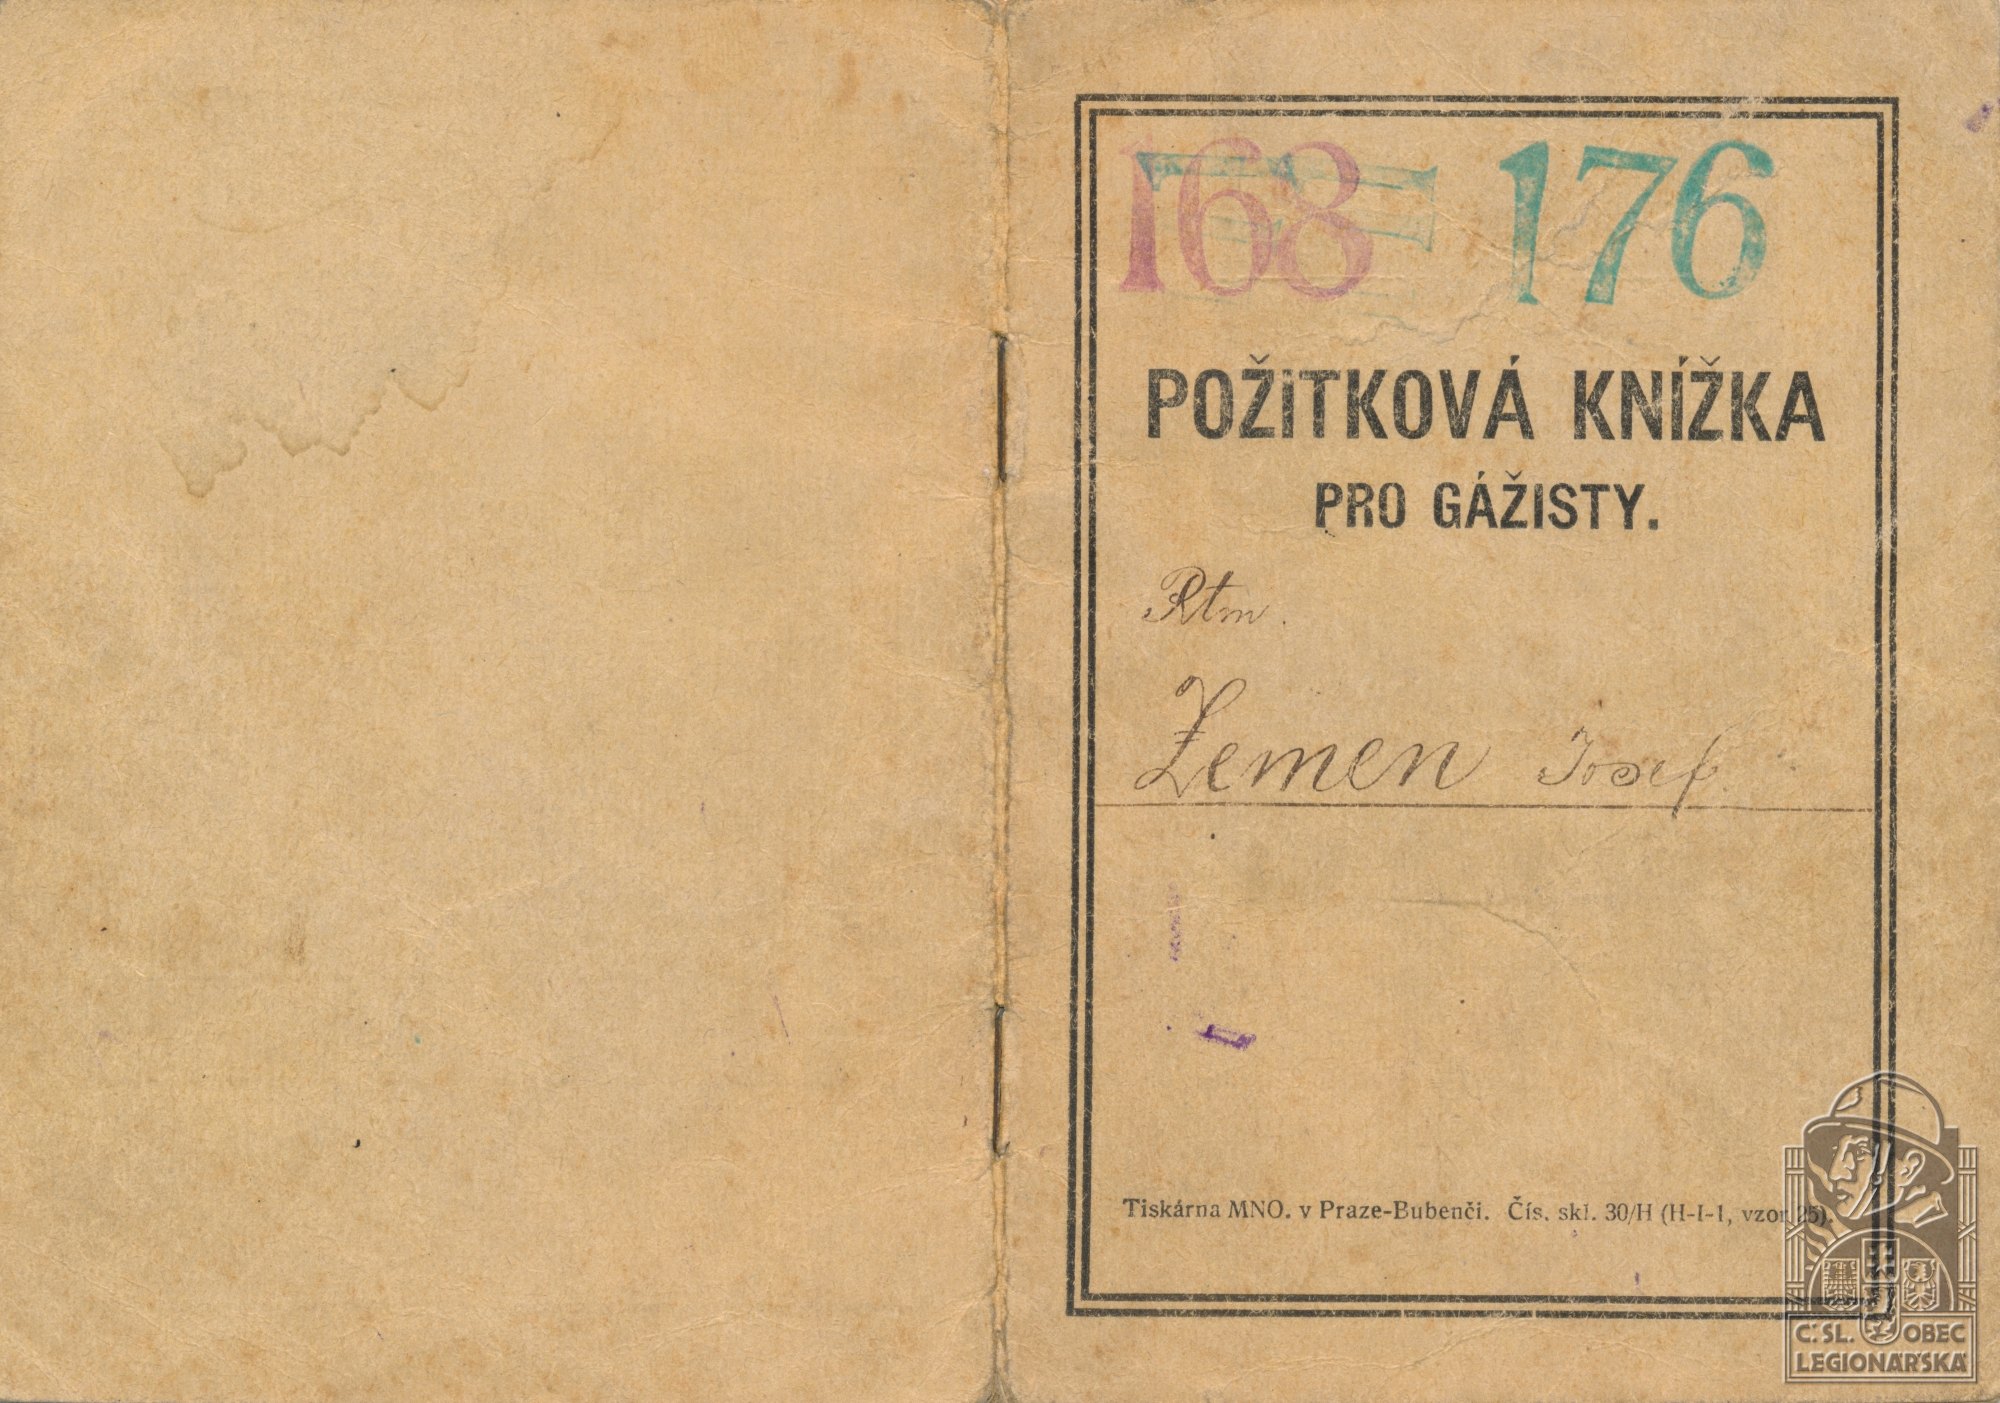 168 176
POŽITKOVÁ KNÍŽKA
PRO GÁŽISTY.
Rtm.
Zemen Josef.
Tiskárna MNO. v Praze-Bubenči. Čís. skl. 30/H (H-I-1, vzor 25).
Č. SL. OBEC
LEGIONÁŘSKÁ